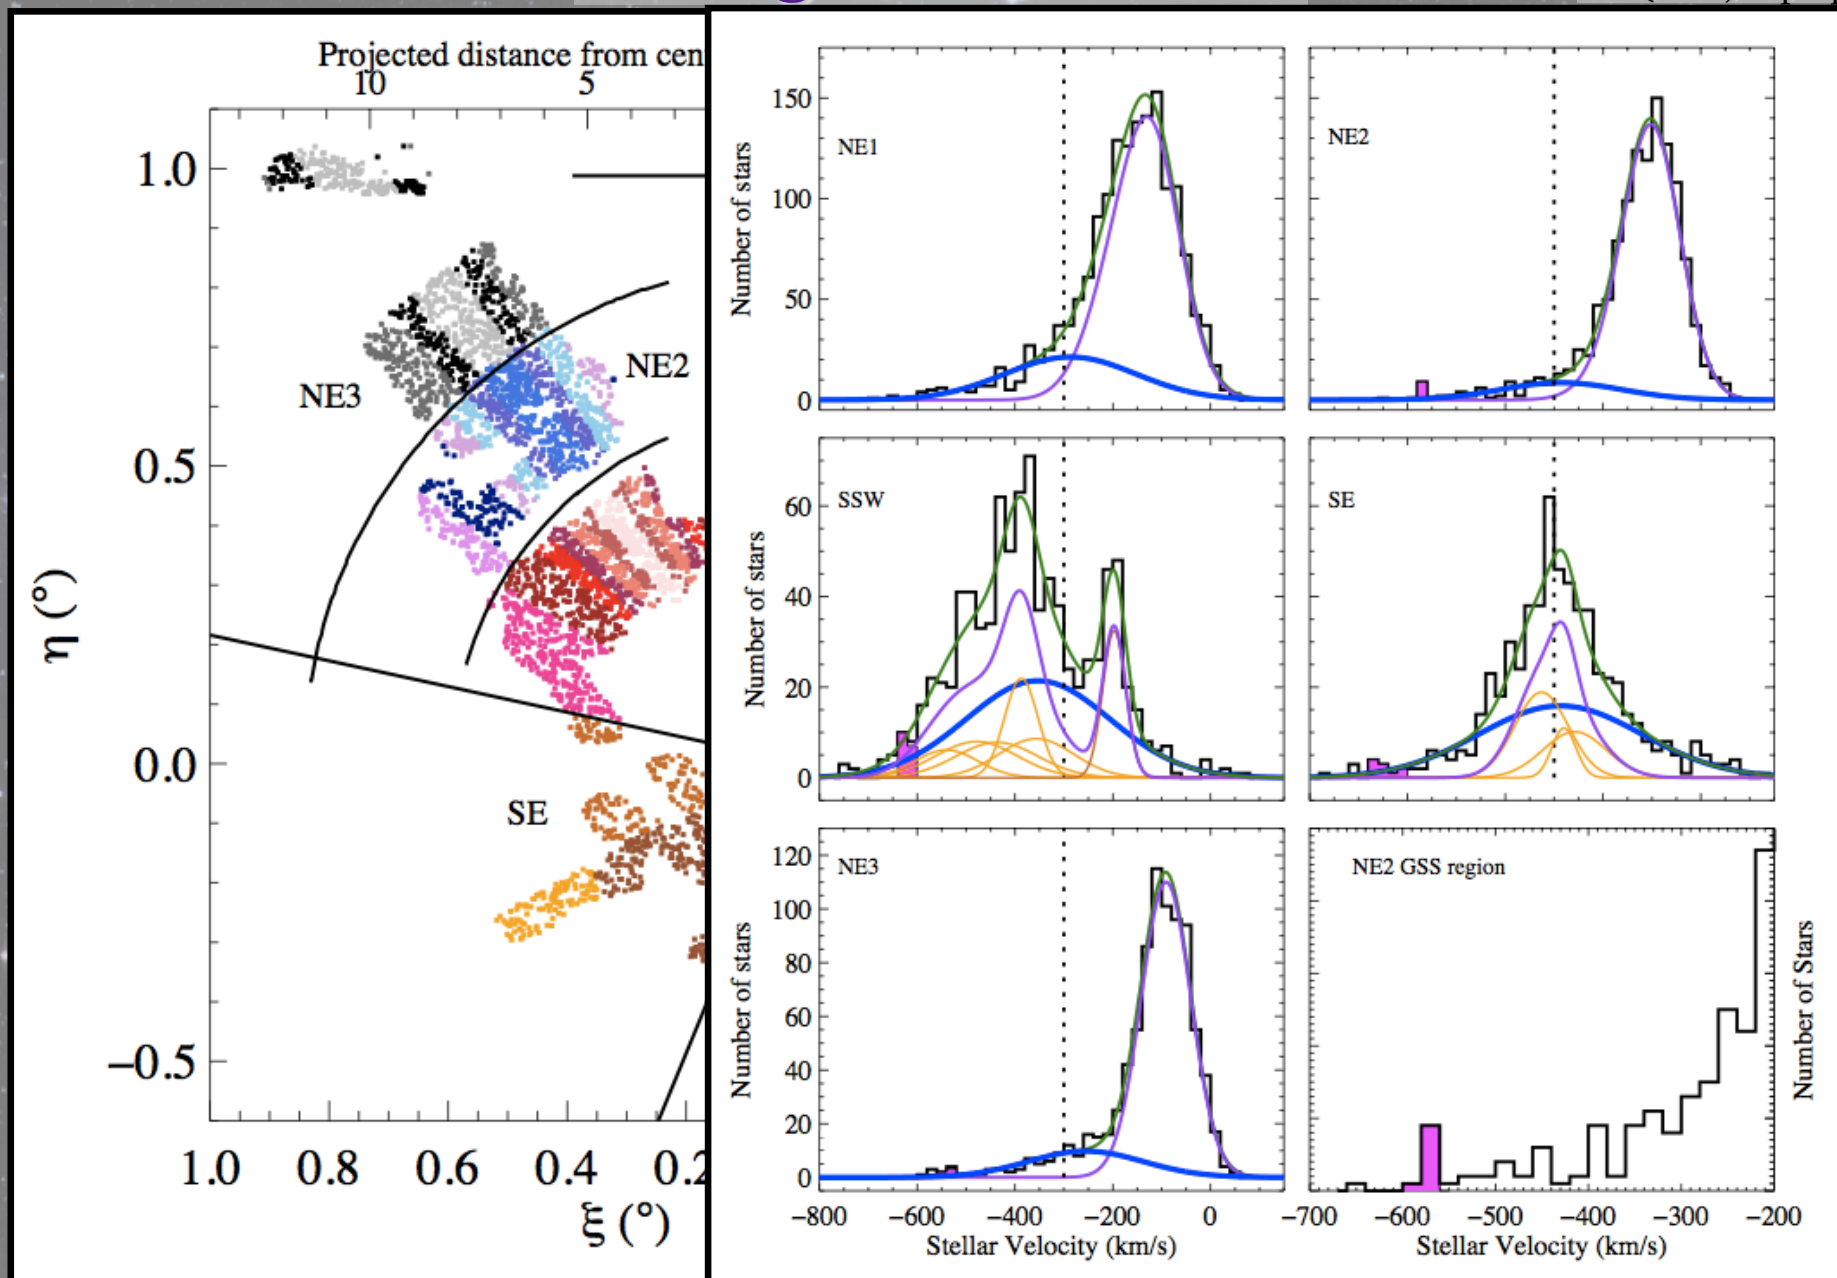 Projected distance from cen
10
5
1.0
0.5
0.0
−0.5
η (°)
NE3
NE2
SE
1.0
0.8
0.6
0.4
0.2
ξ (°)
Number of stars
150
100
50
0
NE1
NE2
Number of stars
60
40
20
0
SSW
SE
Number of stars
120
100
80
60
40
20
0
NE3
NE2 GSS region
Number of Stars
−800
−600
−400
−200
0
−700
−600
−500
−400
−300
−200
Stellar Velocity (km/s)
Stellar Velocity (km/s)